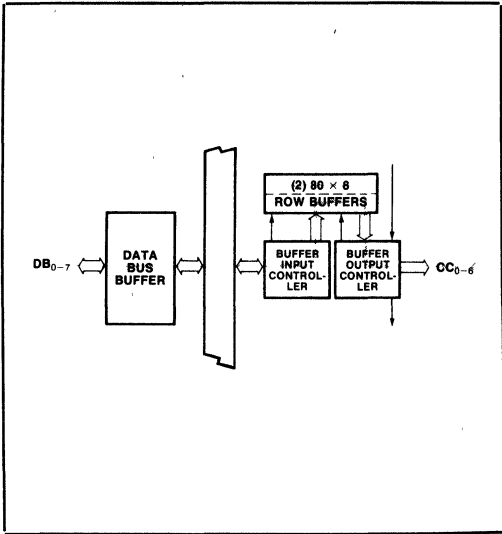 (2) 80 × 8
ROW BUFFERS
DB0–7
DATA
BUS
BUFFER
BUFFER
INPUT
CONTROL-
LER
BUFFER
OUTPUT
CONTROL-
LER
CC0–6